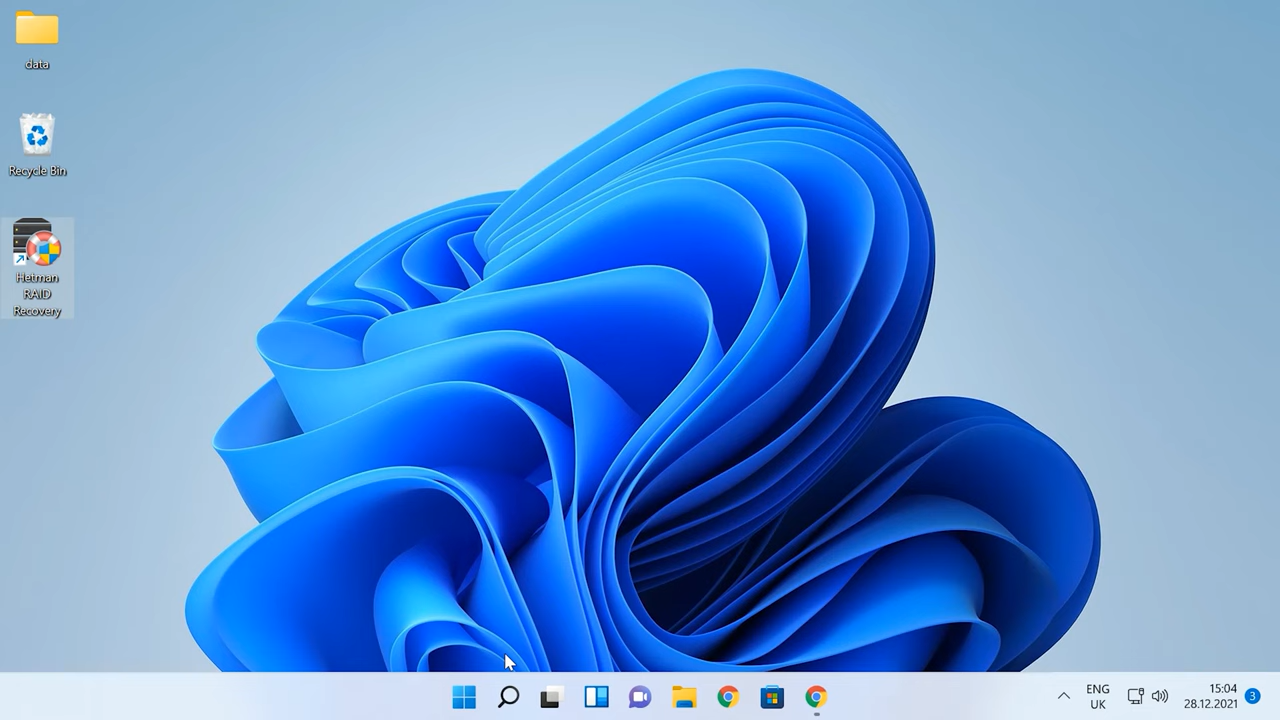 data
Recycle Bin
Hetman
RAID
Recovery
ENG
UK
15:04
28.12.2021
3